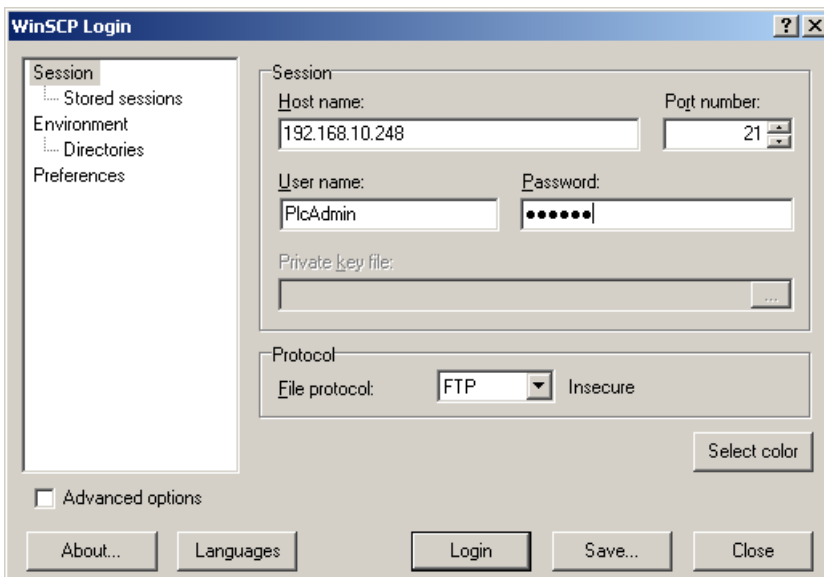 WinSCP Login
Session
Stored sessions
Environment
Directories
Preferences
Session
Host name: Port number:
192.168.10.248 21
User name: Password:
PlcAdmin ●●●●●●
Private key file:
...
Protocol
File protocol: FTP Insecure
Select color
Advanced options
About... Languages Login Save... Close